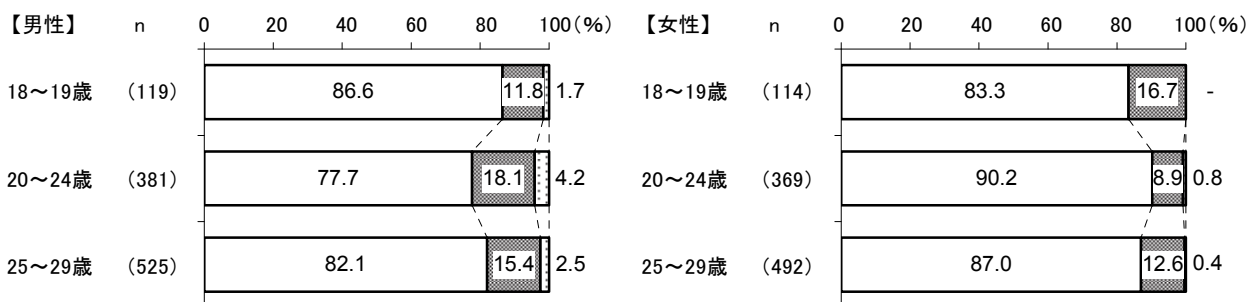 【男性】 n 0 20 40 60 80 100(%)
18～19歳 (119) 86.6 11.8 1.7
20～24歳 (381) 77.7 18.1 4.2
25～29歳 (525) 82.1 15.4 2.5
【女性】 n 0 20 40 60 80 100(%)
18～19歳 (114) 83.3 16.7 -
20～24歳 (369) 90.2 8.9 0.8
25～29歳 (492) 87.0 12.6 0.4